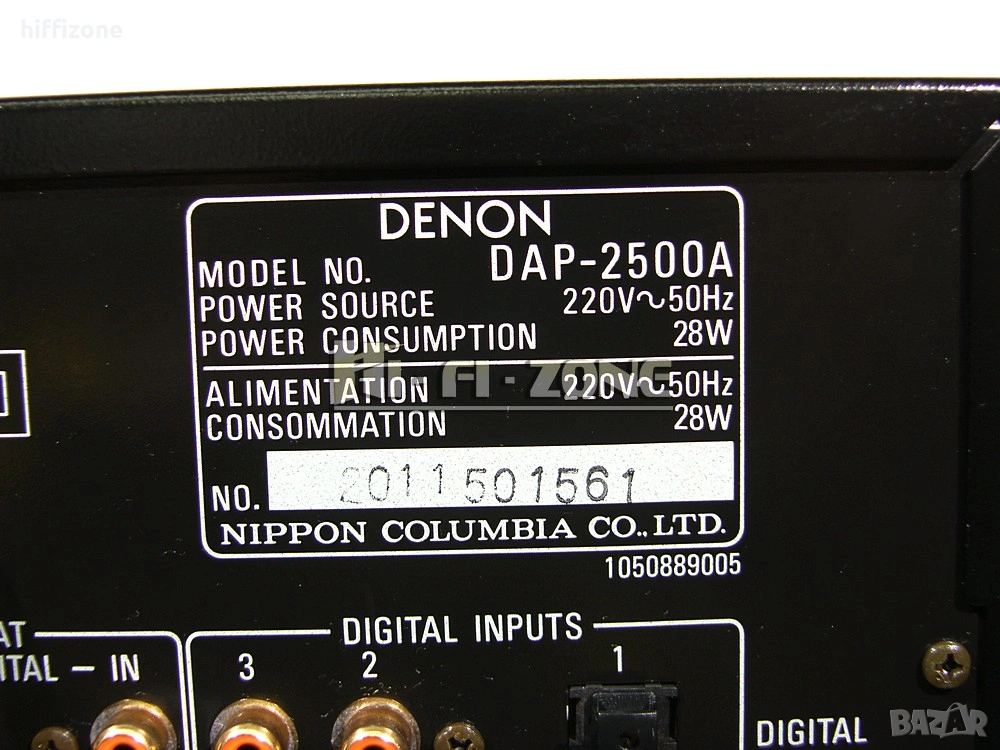 hiffizone
DENON
MODEL NO. DAP-2500A
POWER SOURCE 220V~50Hz
POWER CONSUMPTION 28W
Hi-Fi-ZONE
ALIMENTATION 220V~50Hz
CONSOMMATION 28W
NO. 2011501561
NIPPON COLUMBIA CO., LTD.
1050889005
AT
ITAL - IN
DIGITAL INPUTS
3 2 1
DIGITAL
BAZAR